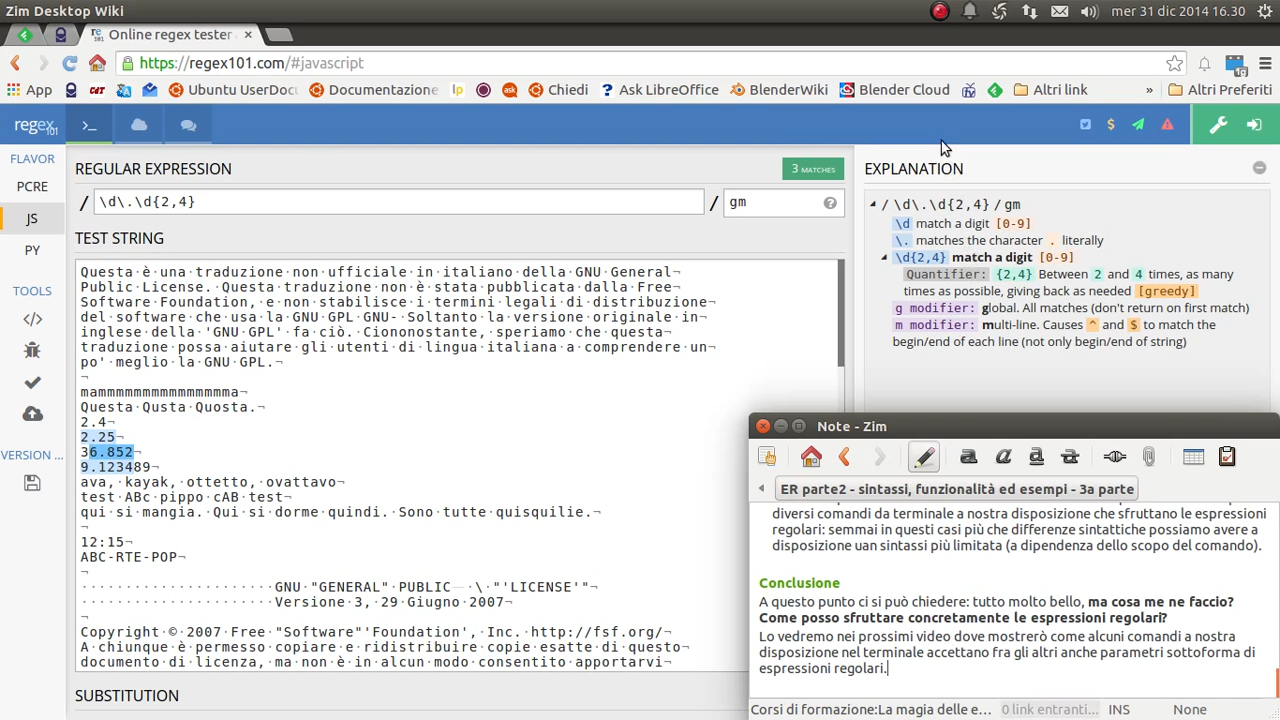 Zim Desktop Wiki
mer 31 dic 2014 16.30
Online regex tester
https://regex101.com/#javascript
App
Ubuntu UserDocu
Documentazione
Chiedi
Ask LibreOffice
BlenderWiki
Blender Cloud
Altri link
»
Altri Preferiti
regex101
FLAVOR
PCRE
JS
PY
TOOLS
VERSION ...
REGULAR EXPRESSION
3 MATCHES
/ \d\.\d{2,4} / gm
TEST STRING
Questa·è·una·traduzione·non·ufficiale·in·italiano·della·GNU·General¬
Public·License.·Questa·traduzione·non·è·stata·pubblicata·dalla·Free¬
Software·Foundation,·e·non·stabilisce·i·termini·legali·di·distribuzione¬
del·software·che·usa·la·GNU·GPL·GNU-·Soltanto·la·versione·originale·in¬
inglese·della·'GNU·GPL'·fa·ciò.·Ciononostante,·speriamo·che·questa¬
traduzione·possa·aiutare·gli·utenti·di·lingua·italiana·a·comprendere·un¬
po'·meglio·la·GNU·GPL.¬
¬
mammmmmmmmmmmmmmma¬
Questa·Qusta·Quosta.¬
2.4¬
2.25¬
36.852¬
9.123489¬
ava,·kayak,·ottetto,·ovattavo¬
test·ABc·pippo·cAB·test¬
qui·si·mangia.·Qui·si·dorme·quindi.·Sono·tutte·quisquilie.¬
¬
12:15¬
ABC-RTE-POP¬
¬
······················GNU·"GENERAL"·PUBLIC \·"'LICENSE'"¬
······················Versione·3,·29·Giugno·2007¬
¬
Copyright·©·2007·Free·"Software"'Foundation',·Inc.·http://fsf.org/¬
A·chiunque·è·permesso·copiare·e·ridistribuire·copie·esatte·di·questo¬
documento·di·licenza,·ma·non·è·in·alcun·modo·consentito·apportarvi¬
SUBSTITUTION
EXPLANATION
/ \d\.\d{2,4} / gm
\d match a digit [0-9]
\. matches the character . literally
\d{2,4} match a digit [0-9]
Quantifier: {2,4} Between 2 and 4 times, as many
times as possible, giving back as needed [greedy]
g modifier: global. All matches (don't return on first match)
m modifier: multi-line. Causes ^ and $ to match the
begin/end of each line (not only begin/end of string)
Note - Zim
ER parte2 - sintassi, funzionalità ed esempi - 3a parte
diversi comandi da terminale a nostra disposizione che sfruttano le espressioni
regolari: semmai in questi casi più che differenze sintattiche possiamo avere a
disposizione uan sintassi più limitata (a dipendenza dello scopo del comando).
Conclusione
A questo punto ci si può chiedere: tutto molto bello, ma cosa me ne faccio?
Come posso sfruttare concretamente le espressioni regolari?
Lo vedremo nei prossimi video dove mostrerò come alcuni comandi a nostra
disposizione nel terminale accettano fra gli altri anche parametri sottoforma di
espressioni regolari.
Corsi di formazione:La magia delle e...
0 link entranti...
INS
None